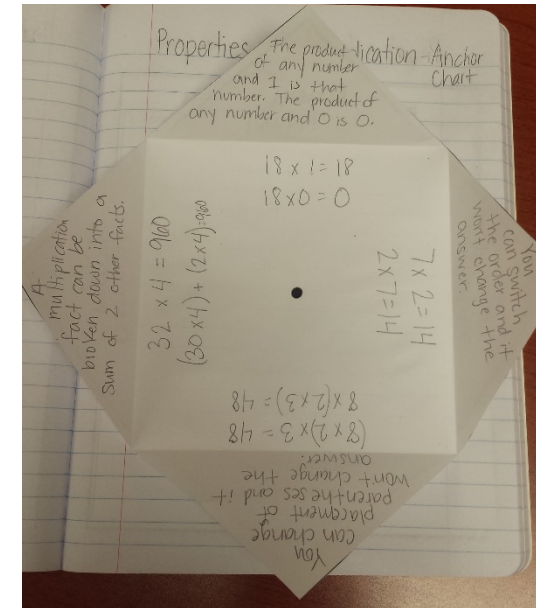 Properties lication-Anchor
Chart
The product
of any number
and 1 is that
number. The product of
any number and 0 is 0.
18 x 1 = 18
18 x 0 = 0
You
can switch
the order and it
wont change the
answer.
7 x 2 = 14
2 x 7 = 14
You
can change
placment of
parentheses and it
wont change the
answer.
(8 x 2) x 3 = 48
8 x (2 x 3) = 48
A
multiplication
fact can be
broken down into a
sum of 2 other facts.
32 x 4 = 960
(30 x 4) + (2 x 4) = 960